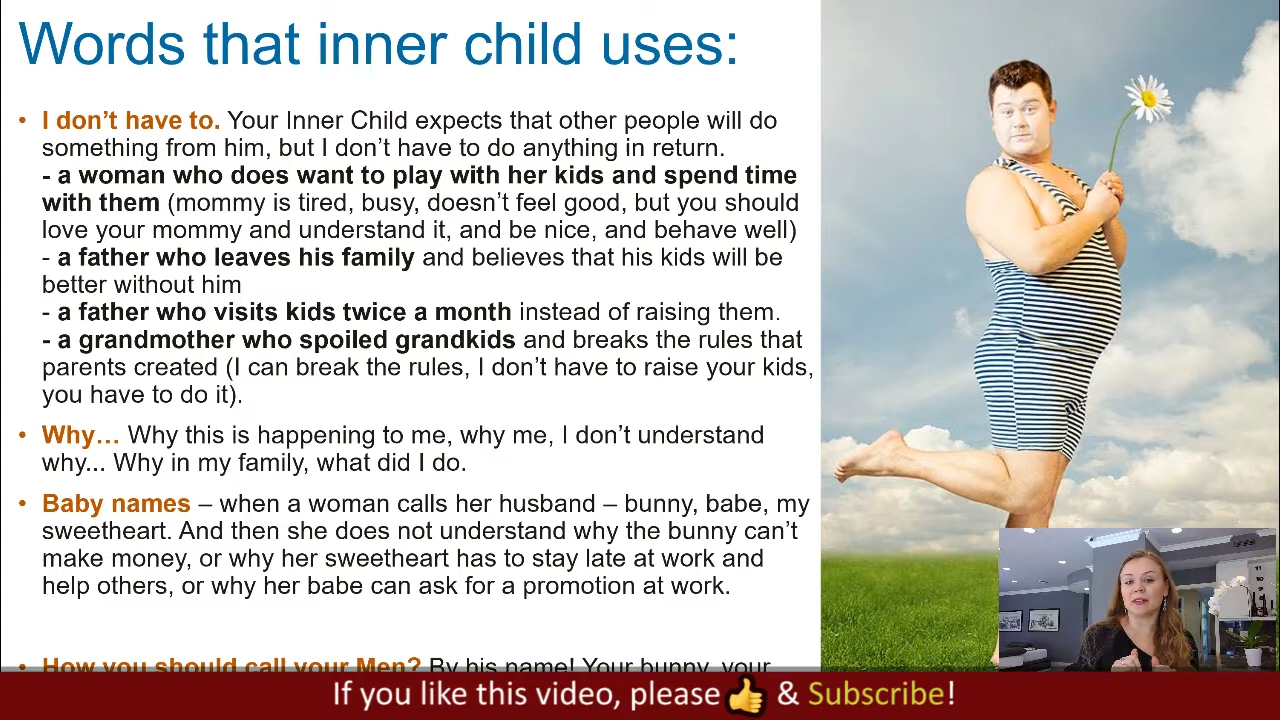 Words that inner child uses:
• I don't have to. Your Inner Child expects that other people will do
something from him, but I don't have to do anything in return.
- a woman who does want to play with her kids and spend time
with them (mommy is tired, busy, doesn't feel good, but you should
love your mommy and understand it, and be nice, and behave well)
- a father who leaves his family and believes that his kids will be
better without him
- a father who visits kids twice a month instead of raising them.
- a grandmother who spoiled grandkids and breaks the rules that
parents created (I can break the rules, I don't have to raise your kids,
you have to do it).
• Why… Why this is happening to me, why me, I don't understand
why... Why in my family, what did I do.
• Baby names – when a woman calls her husband – bunny, babe, my
sweetheart. And then she does not understand why the bunny can't
make money, or why her sweetheart has to stay late at work and
help others, or why her babe can ask for a promotion at work.
• How you should call your Men? By his name! Your bunny, your
If you like this video, please 👍 & Subscribe!